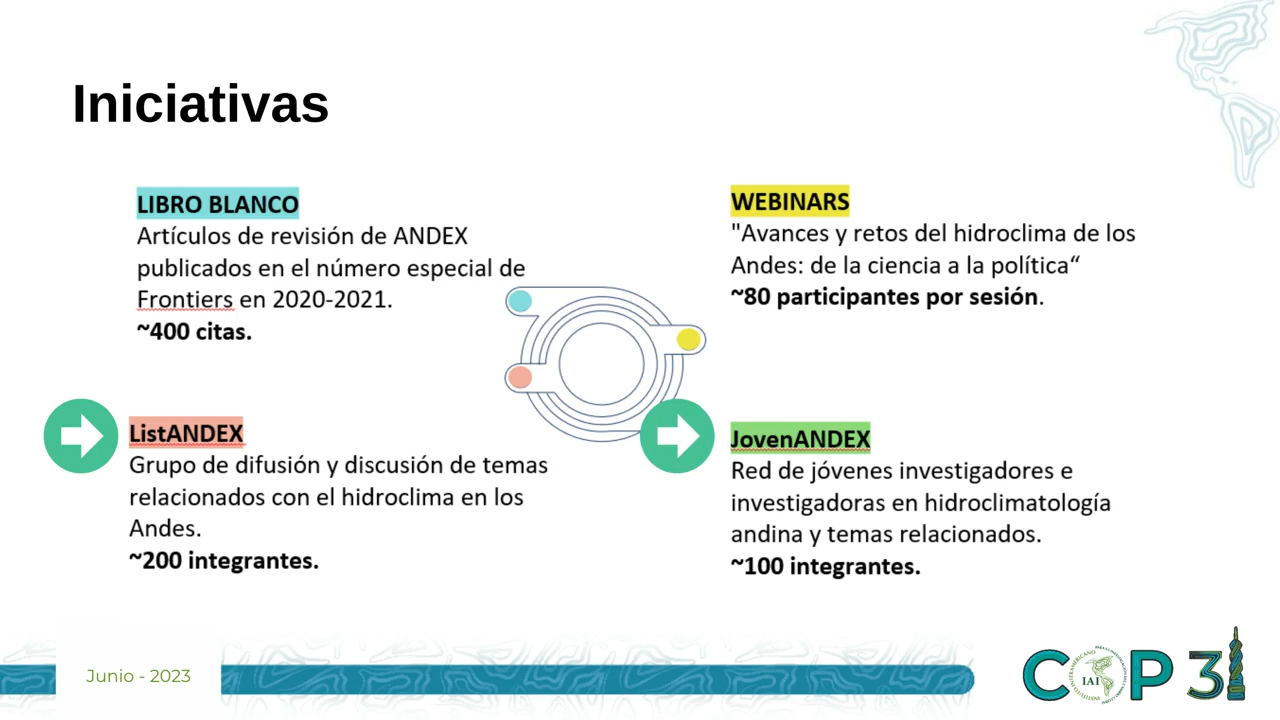 Iniciativas
LIBRO BLANCO
Artículos de revisión de ANDEX
publicados en el número especial de
Frontiers en 2020-2021.
~400 citas.
WEBINARS
"Avances y retos del hidroclima de los
Andes: de la ciencia a la política“
~80 participantes por sesión.
ListANDEX
Grupo de difusión y discusión de temas
relacionados con el hidroclima en los
Andes.
~200 integrantes.
JovenANDEX
Red de jóvenes investigadores e
investigadoras en hidroclimatología
andina y temas relacionados.
~100 integrantes.
Junio - 2023
COP 31
IAI